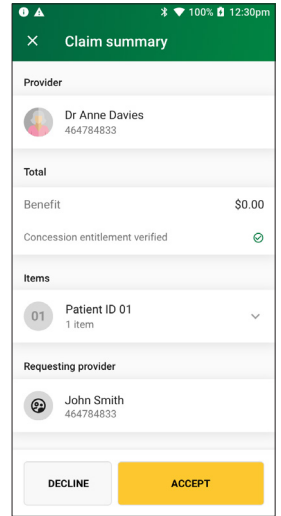 100% 12:30pm
Claim summary
Provider
Dr Anne Davies
464784833
Total
Benefit $0.00
Concession entitlement verified
Items
01 Patient ID 01
1 item
Requesting provider
John Smith
464784833
DECLINE ACCEPT